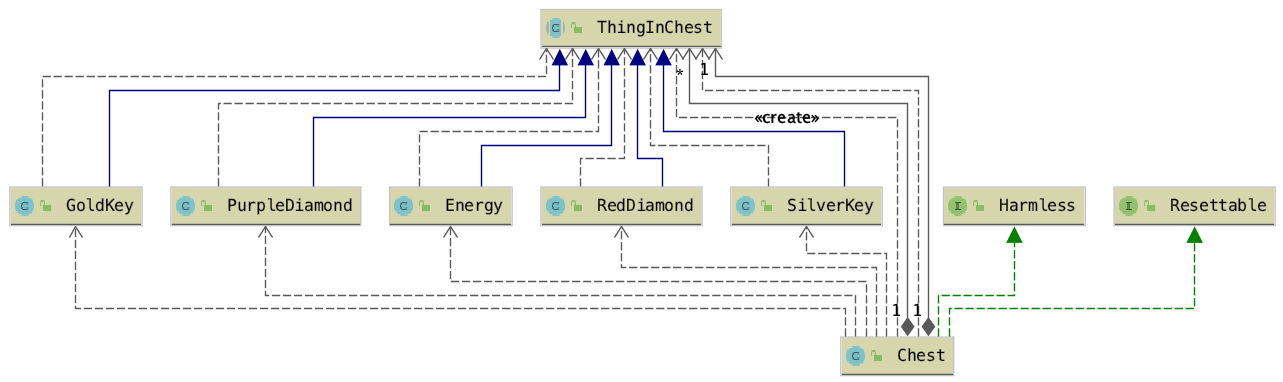 ThingInChest
* 1
«create»
GoldKey PurpleDiamond Energy RedDiamond SilverKey Harmless Resettable
1 1
Chest